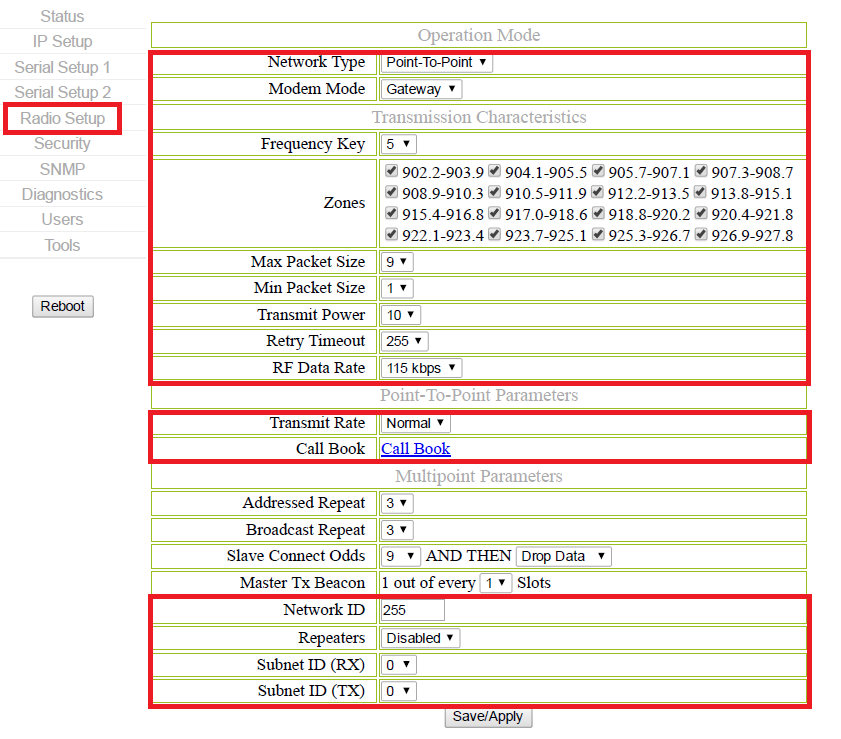 Status
IP Setup
Serial Setup 1
Serial Setup 2
Radio Setup
Security
SNMP
Diagnostics
Users
Tools
Reboot
Operation Mode
Network Type Point-To-Point
Modem Mode Gateway
Transmission Characteristics
Frequency Key 5
Zones
902.2-903.9 904.1-905.5 905.7-907.1 907.3-908.7
908.9-910.3 910.5-911.9 912.2-913.5 913.8-915.1
915.4-916.8 917.0-918.6 918.8-920.2 920.4-921.8
922.1-923.4 923.7-925.1 925.3-926.7 926.9-927.8
Max Packet Size 9
Min Packet Size 1
Transmit Power 10
Retry Timeout 255
RF Data Rate 115 kbps
Point-To-Point Parameters
Transmit Rate Normal
Call Book Call Book
Multipoint Parameters
Addressed Repeat 3
Broadcast Repeat 3
Slave Connect Odds 9 AND THEN Drop Data
Master Tx Beacon 1 out of every 1 Slots
Network ID 255
Repeaters Disabled
Subnet ID (RX) 0
Subnet ID (TX) 0
Save/Apply